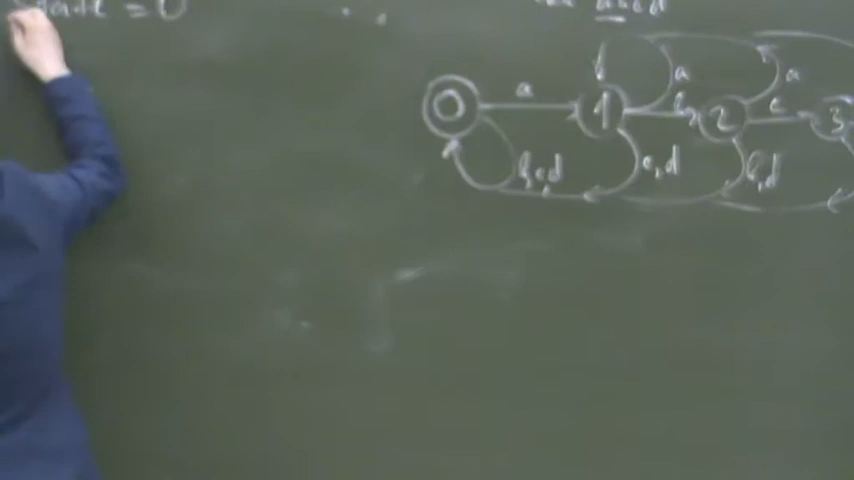 state = 0
abcd
a
a
a
0
1
b
2
c
3
b,c,d
c,d
b,d